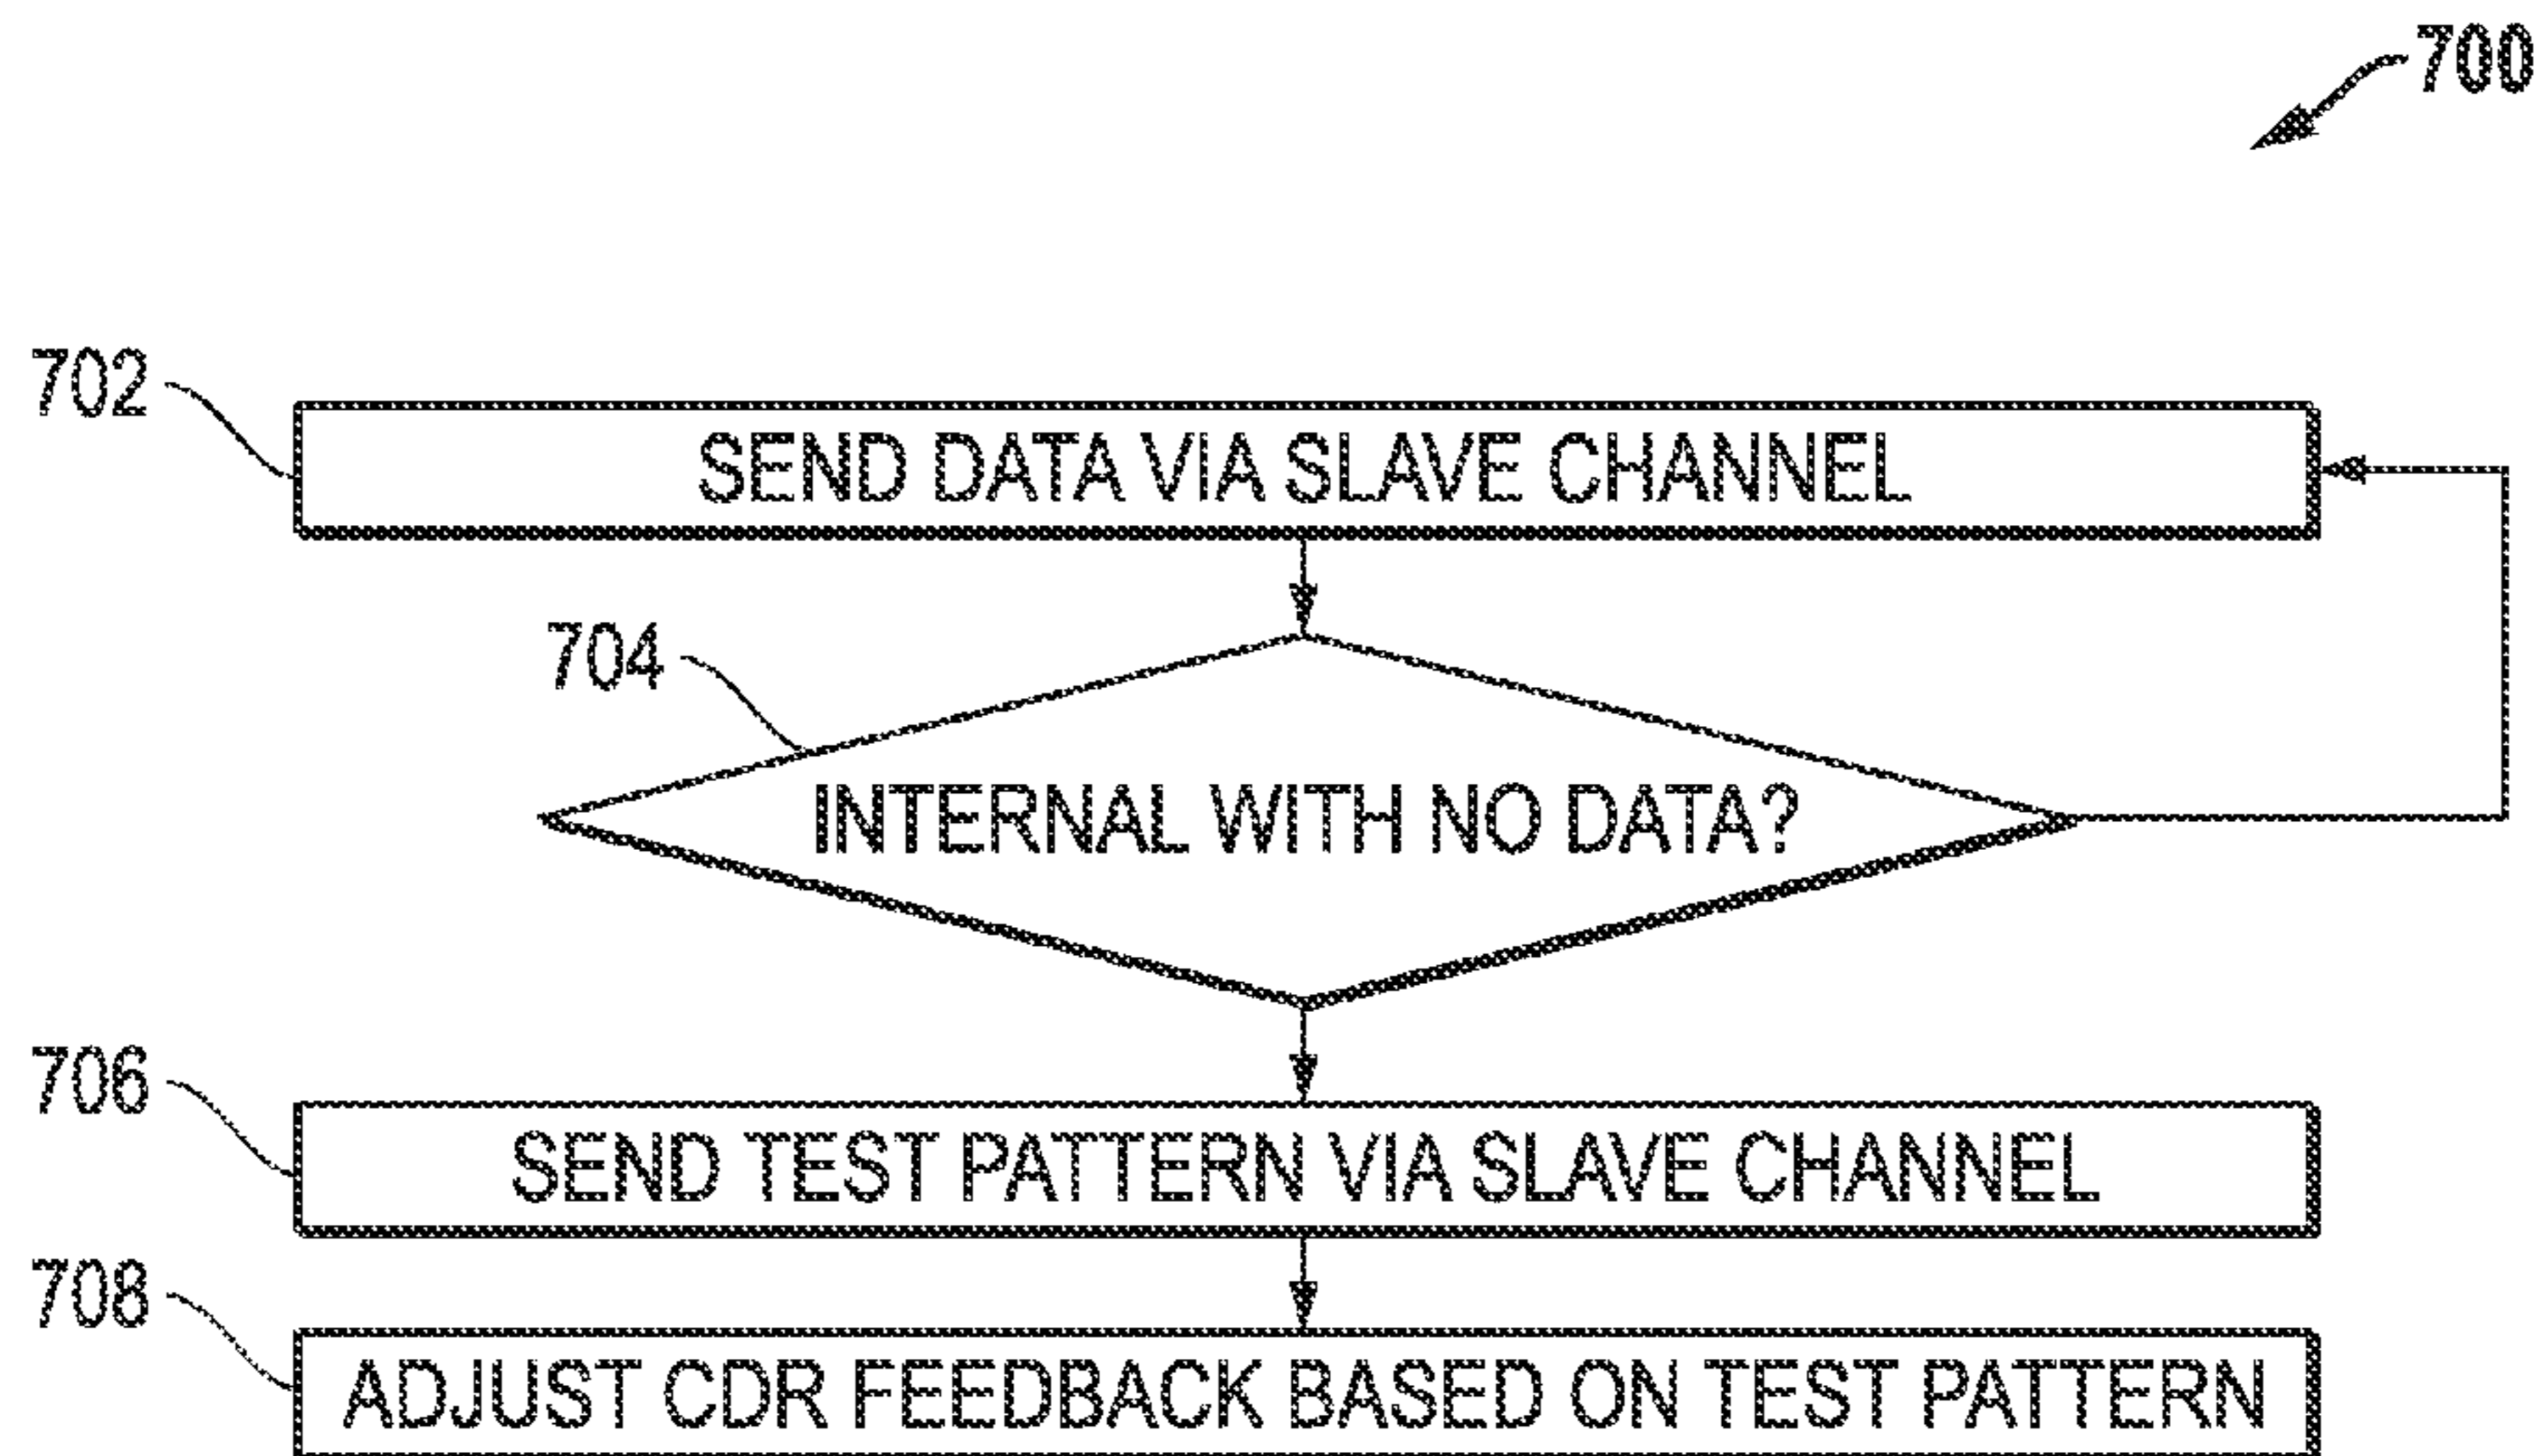 700
702
SEND DATA VIA SLAVE CHANNEL
704
INTERNAL WITH NO DATA?
706
SEND TEST PATTERN VIA SLAVE CHANNEL
708
ADJUST CDR FEEDBACK BASED ON TEST PATTERN